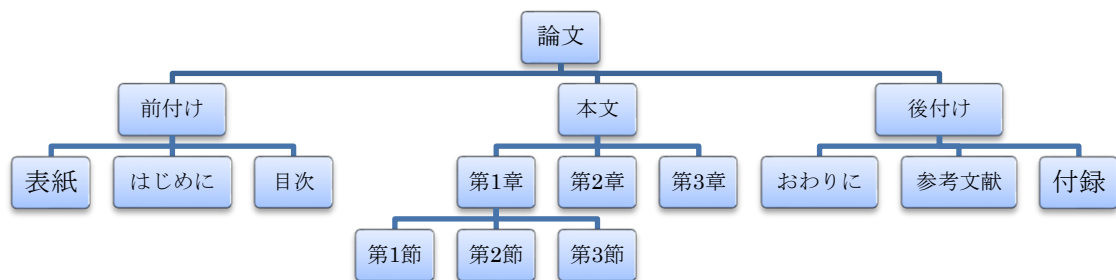 論文
前付け
本文
後付け
表紙
はじめに
目次
第1章
第2章
第3章
おわりに
参考文献
付録
第1節
第2節
第3節